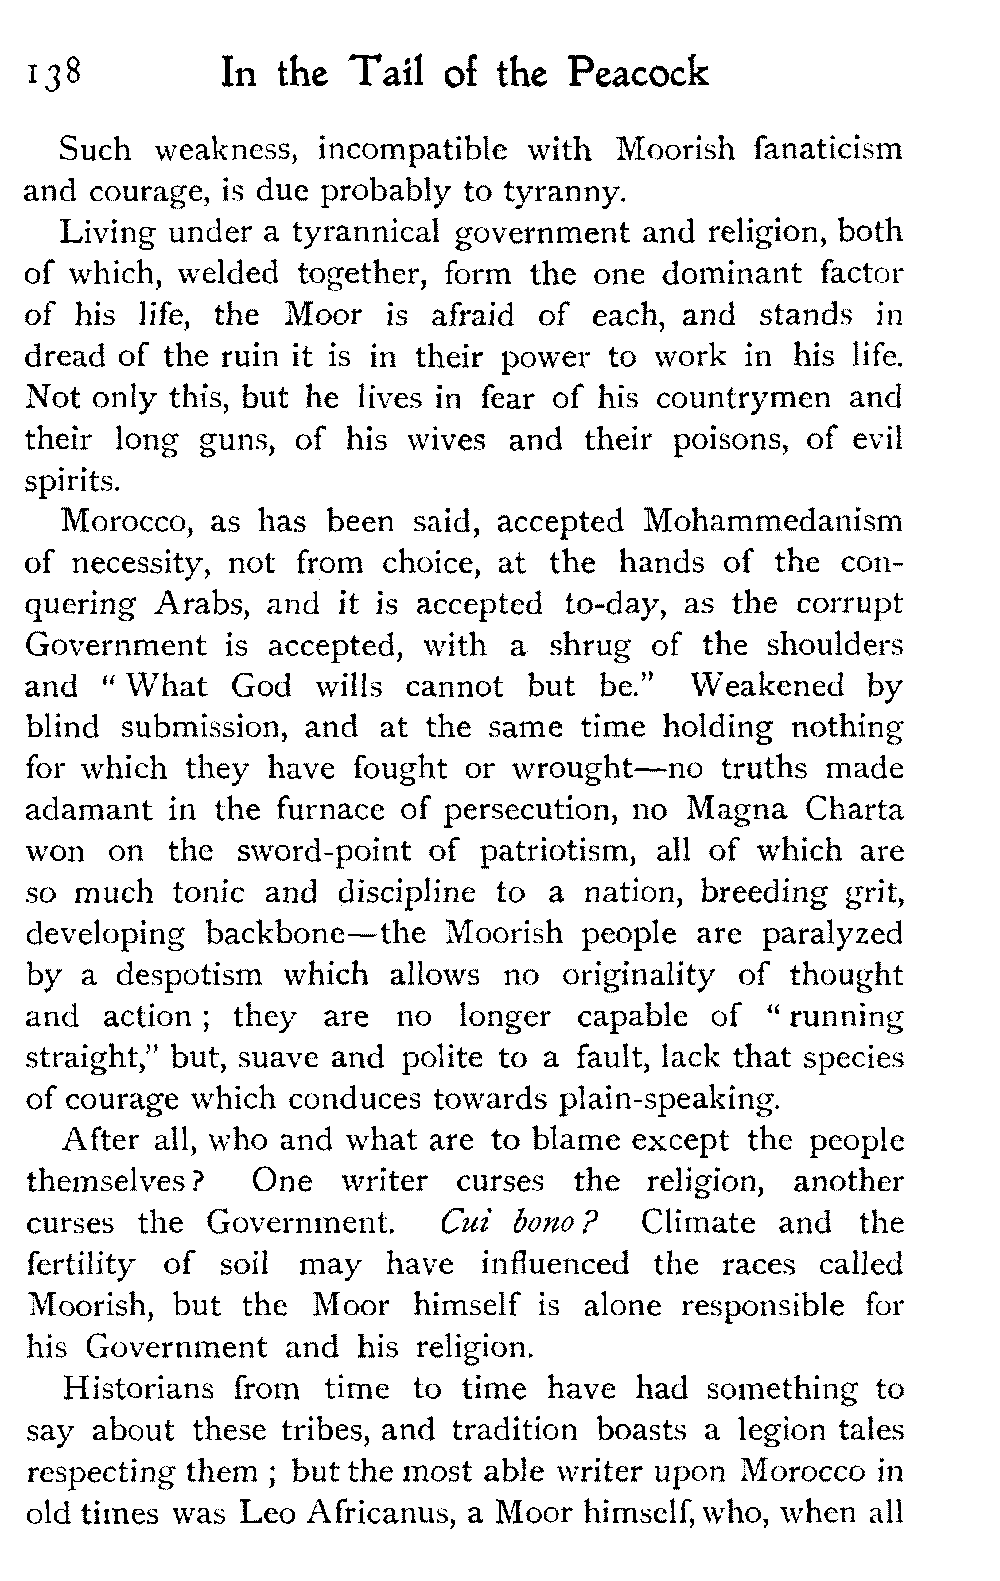 138 In the Tail of the Peacock
Such weakness, incompatible with Moorish fanaticism
and courage, is due probably to tyranny.
Living under a tyrannical government and religion, both
of which, welded together, form the one dominant factor
of his life, the Moor is afraid of each, and stands in
dread of the ruin it is in their power to work in his life.
Not only this, but he lives in fear of his countrymen and
their long guns, of his wives and their poisons, of evil
spirits.
Morocco, as has been said, accepted Mohammedanism
of necessity, not from choice, at the hands of the con-
quering Arabs, and it is accepted to-day, as the corrupt
Government is accepted, with a shrug of the shoulders
and “What God wills cannot but be.” Weakened by
blind submission, and at the same time holding nothing
for which they have fought or wrought—no truths made
adamant in the furnace of persecution, no Magna Charta
won on the sword-point of patriotism, all of which are
so much tonic and discipline to a nation, breeding grit,
developing backbone—the Moorish people are paralyzed
by a despotism which allows no originality of thought
and action ; they are no longer capable of “running
straight,” but, suave and polite to a fault, lack that species
of courage which conduces towards plain-speaking.
After all, who and what are to blame except the people
themselves ? One writer curses the religion, another
curses the Government. Cui bono ? Climate and the
fertility of soil may have influenced the races called
Moorish, but the Moor himself is alone responsible for
his Government and his religion.
Historians from time to time have had something to
say about these tribes, and tradition boasts a legion tales
respecting them ; but the most able writer upon Morocco in
old times was Leo Africanus, a Moor himself, who, when all